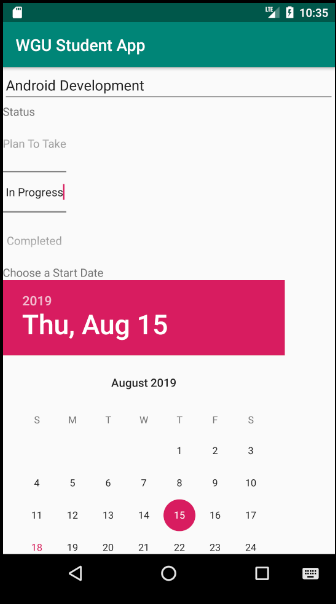 LTE 10:35
WGU Student App
Android Development
Status
Plan To Take
In Progress
Completed
Choose a Start Date
2019
Thu, Aug 15
August 2019
S M T W T F S
1 2 3
4 5 6 7 8 9 10
11 12 13 14 15 16 17
18 19 20 21 22 23 24